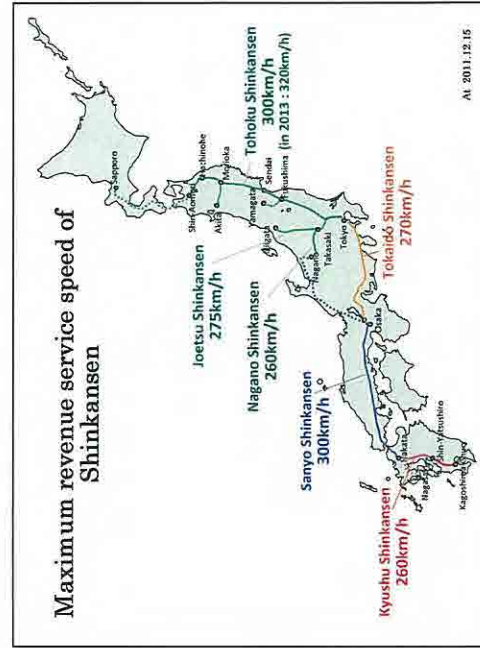 Maximum revenue service speed of
Shinkansen
Sapporo
Shin-Aomori
Hachinohe
Akita
Morioka
Tohoku Shinkansen
300km/h
(in 2013 : 320km/h)
Yamagata
Sendai
Fukushima
Joetsu Shinkansen
275km/h
Niigata
Nagano Shinkansen
260km/h
Nagano
Takasaki
Tokyo
Tokaido Shinkansen
270km/h
Osaka
Sanyo Shinkansen
300km/h
Hakata
Kyushu Shinkansen
260km/h
Shin-Yatsushiro
Kagoshima
At 2011.12.15